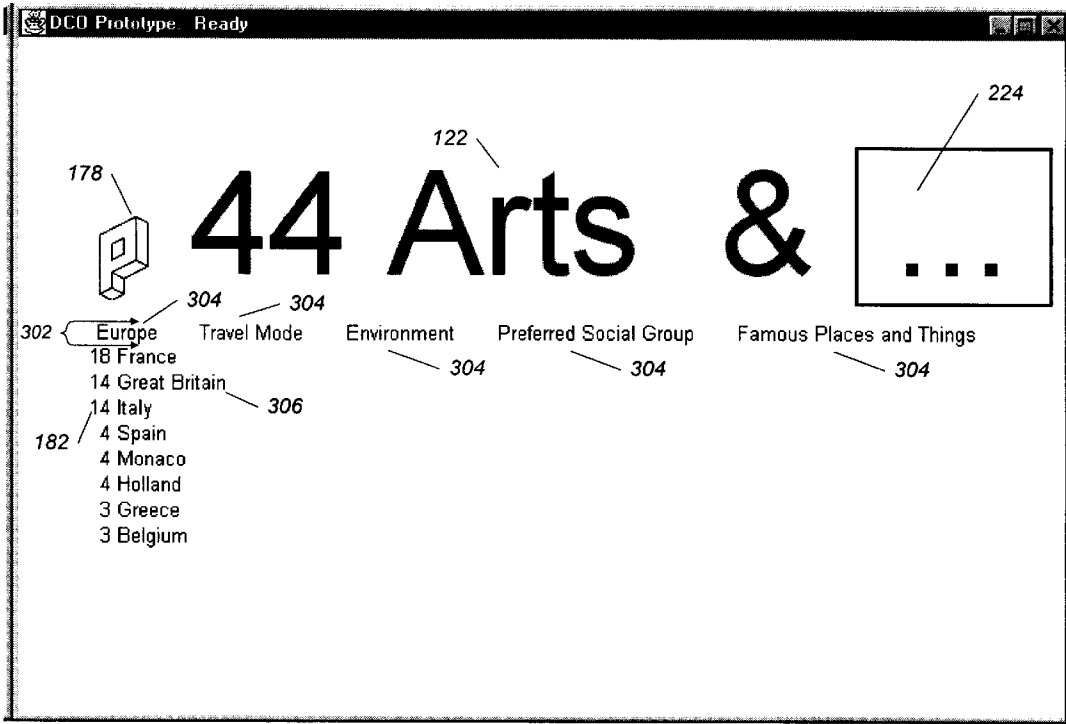 DCO Prototype. Ready
224
122
178
P 44 Arts & ...
304 304
302 Europe Travel Mode Environment Preferred Social Group Famous Places and Things
18 France
304 304 304
14 Great Britain
306
14 Italy
182
4 Spain
4 Monaco
4 Holland
3 Greece
3 Belgium